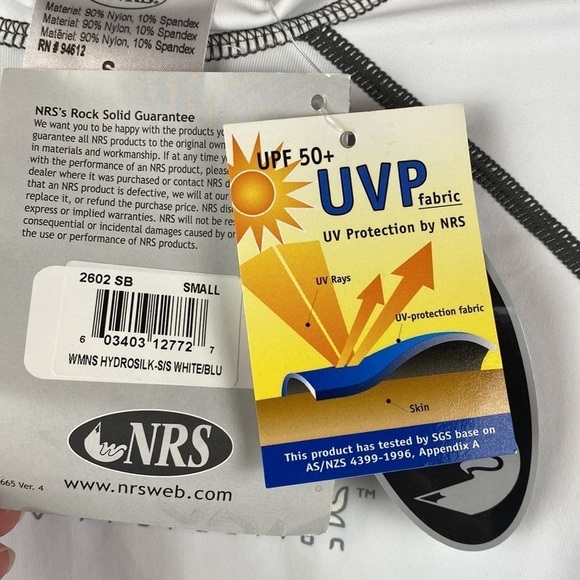 NRS
Material: 90% Nylon, 10% Spandex
Material: 90% Nylon, 10% Spandex
Material: 90% Nylon, 10% Spandex
RN# 94612
S
NRS's Rock Solid Guarantee
We want you to be happy with the products yo
guarantee all NRS products to the original own
in materials and workmanship. If at any time y
with the performance of an NRS product, pleas
dealer where it was purchased or contact NRS d
that an NRS product is defective, we will at our
replace it, or refund the purchase price. NRS dis
express or implied warranties. NRS will not be res
consequential or incidental damages caused by or
the use or performance of NRS products.
2602 SB SMALL
6 03403 12772 7
WMNS HYDROSILK-S/S WHITE/BLU
NRS
665 Ver. 4
www.nrsweb.com
UPF 50+
UVP
fabric
UV Protection by NRS
UV Rays
UV-protection fabric
Skin
This product has tested by SGS base on
AS/NZS 4399-1996, Appendix A
TM